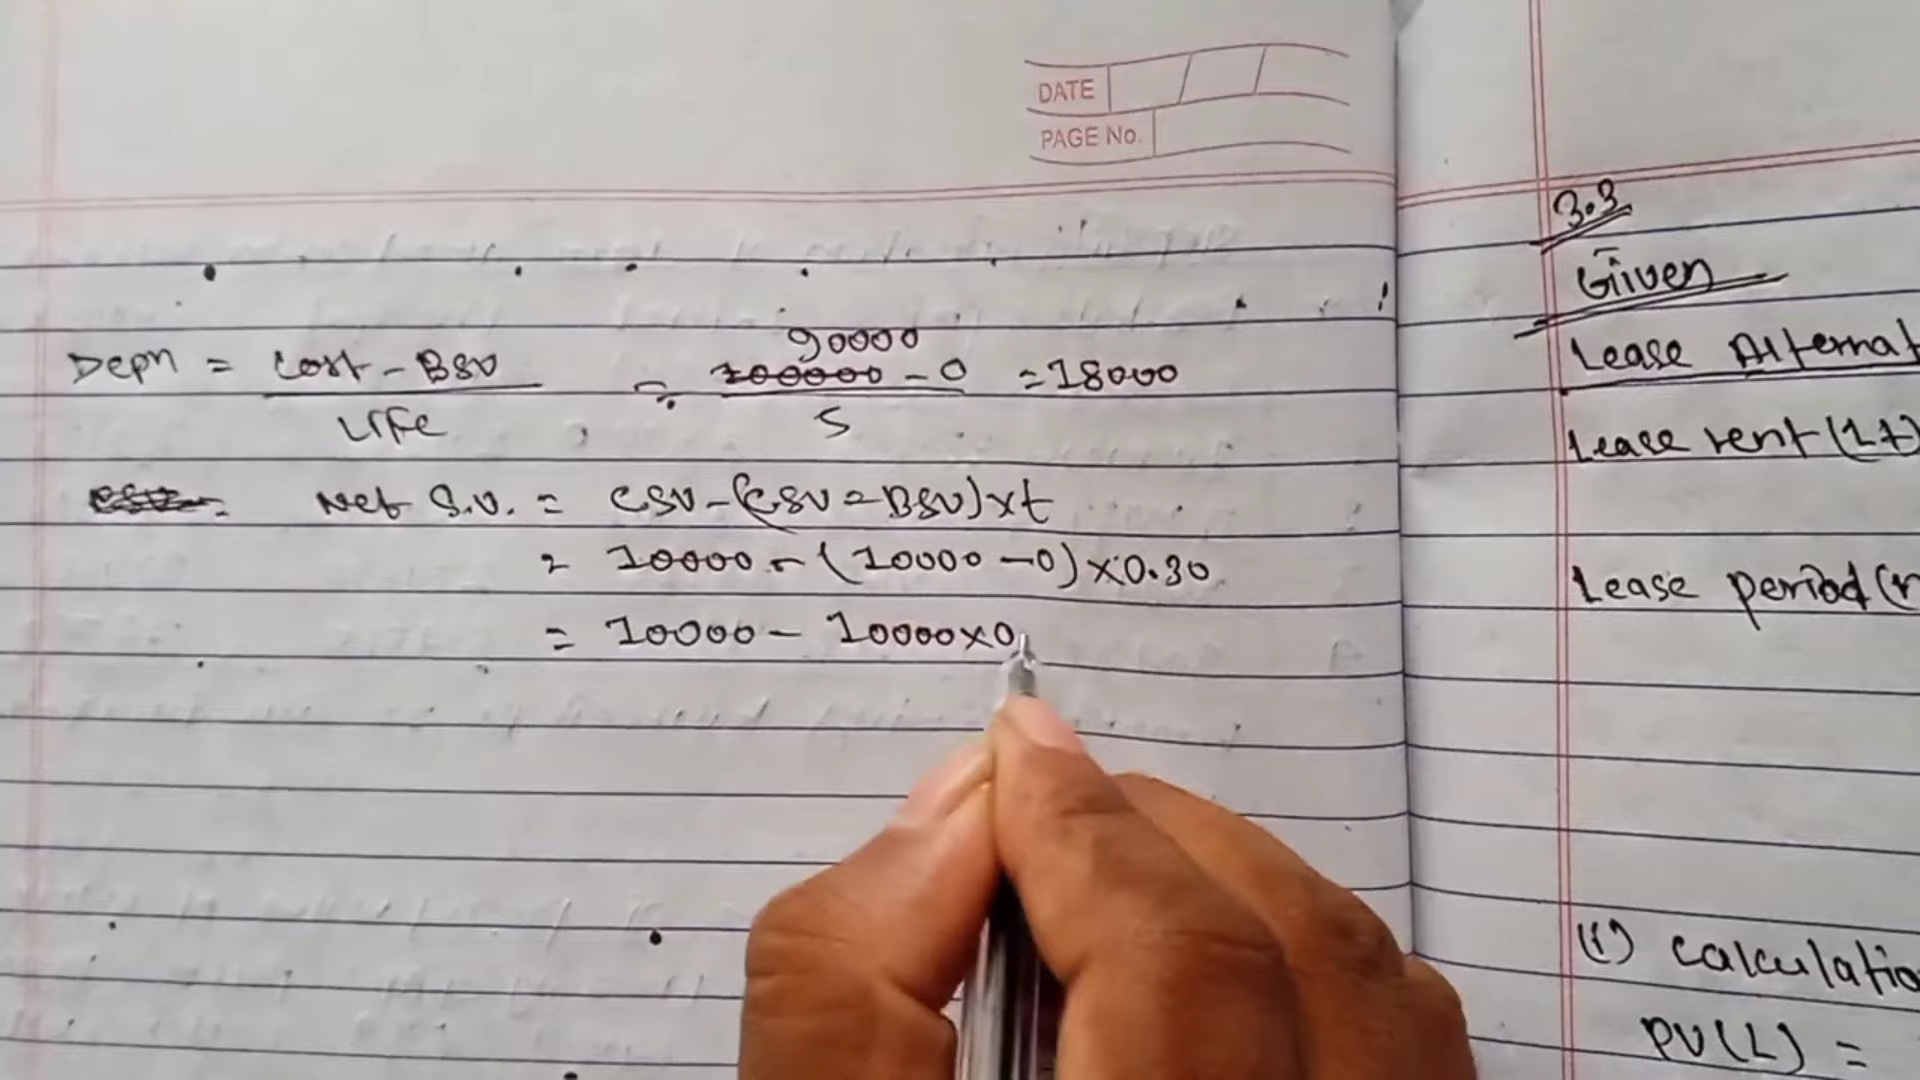 DATE
PAGE No.
Depn = Cost - BSV / Life = 90000 100000 - 0 / 5 = 18000
Net S.V. = CSV - (CSV - BSV) x t
= 10000 - (10000 - 0) x 0.30
= 10000 - 10000 x 0.
3.3
Given
Lease Alternat
Lease rent (Lt)
Lease period (n
(i) calculatio
PV(L) =